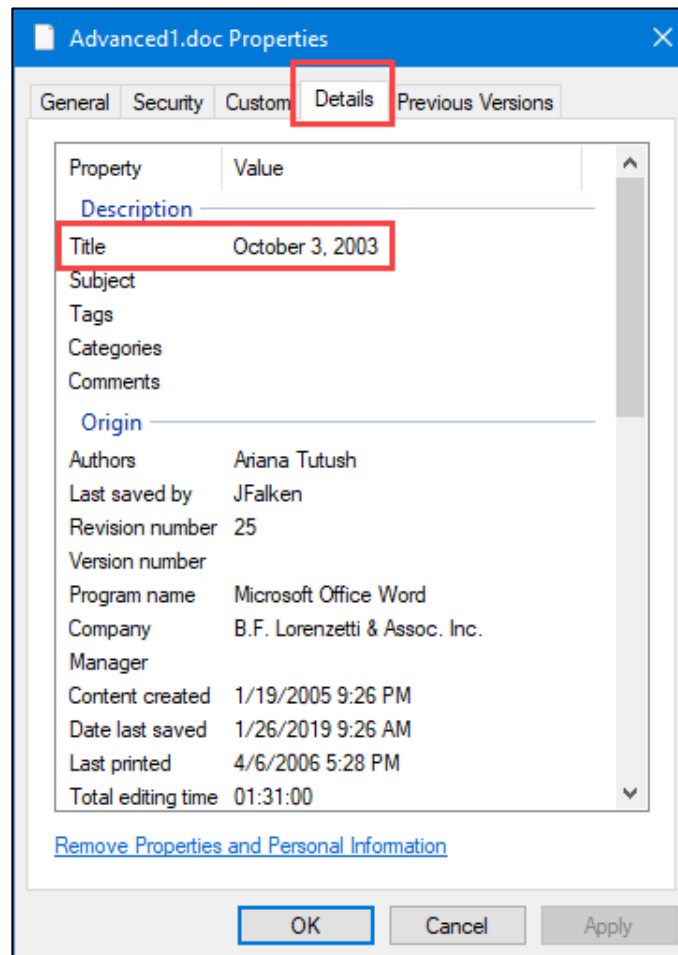 Advanced1.doc Properties
General Security Custom Details Previous Versions
Property Value
Description
Title October 3, 2003
Subject
Tags
Categories
Comments
Origin
Authors Ariana Tutush
Last saved by JFalken
Revision number 25
Version number
Program name Microsoft Office Word
Company B.F. Lorenzetti & Assoc. Inc.
Manager
Content created 1/19/2005 9:26 PM
Date last saved 1/26/2019 9:26 AM
Last printed 4/6/2006 5:28 PM
Total editing time 01:31:00
Remove Properties and Personal Information
OK Cancel Apply